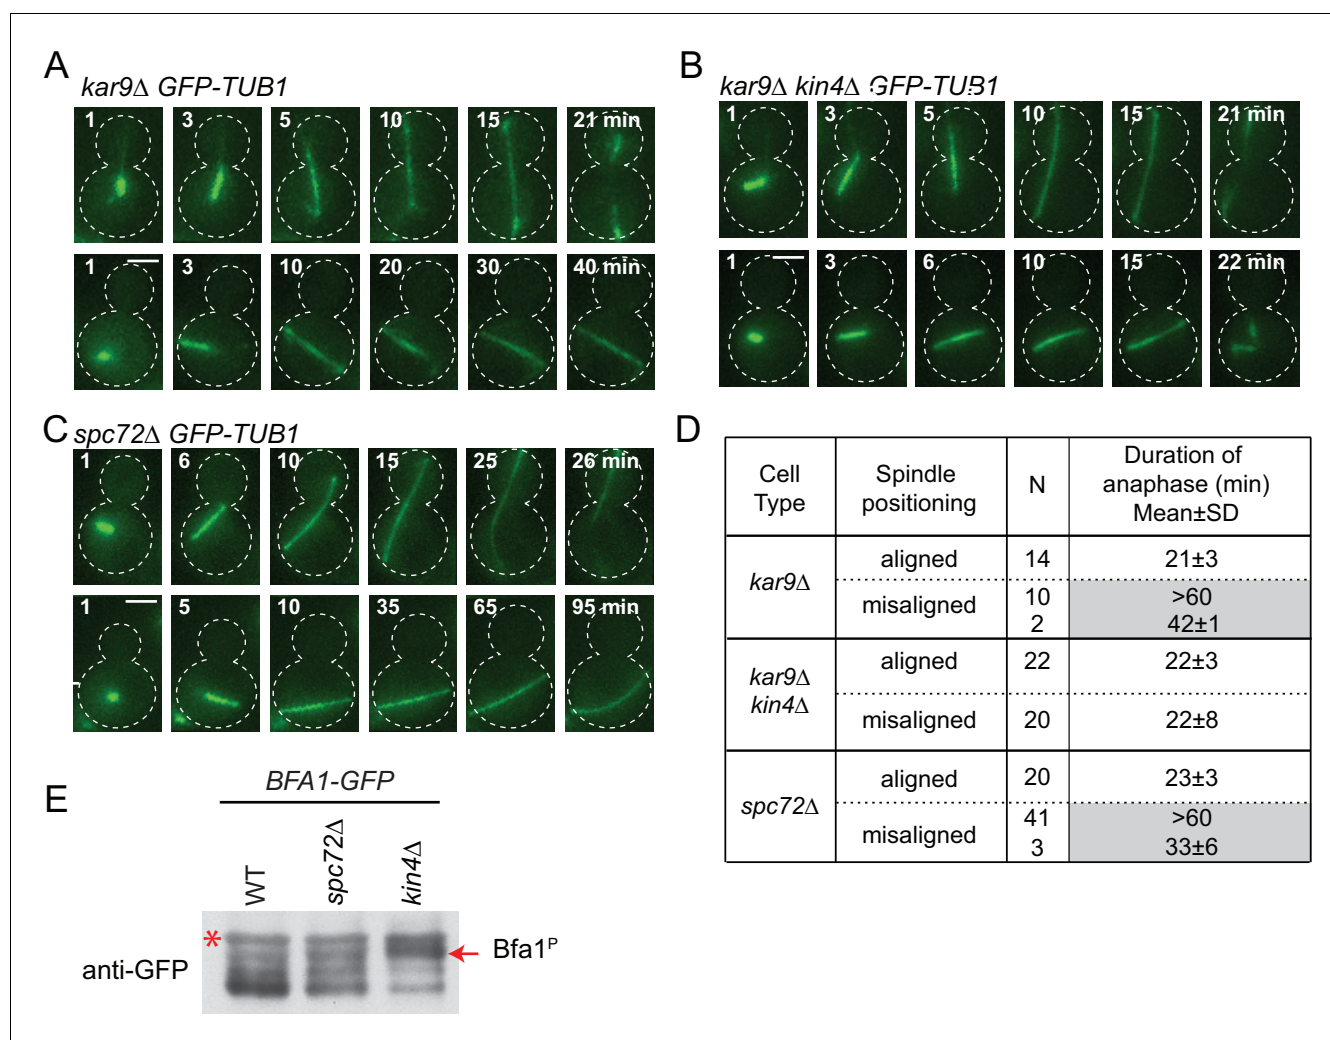 A
kar9Δ GFP-TUB1
1 3 5 10 15 21 min
1 3 10 20 30 40 min
B
kar9Δ kin4Δ GFP-TUB1
1 3 5 10 15 21 min
1 3 6 10 15 22 min
C
spc72Δ GFP-TUB1
1 6 10 15 25 26 min
1 5 10 35 65 95 min
D
Cell Type
Spindle positioning
N
Duration of anaphase (min) Mean±SD
kar9Δ
aligned 14 21±3
misaligned 10 >60
2 42±1
kar9Δ kin4Δ
aligned 22 22±3
misaligned 20 22±8
spc72Δ
aligned 20 23±3
misaligned 41 >60
3 33±6
E
BFA1-GFP
WT spc72Δ kin4Δ
*
anti-GFP
Bfa1ᴾ